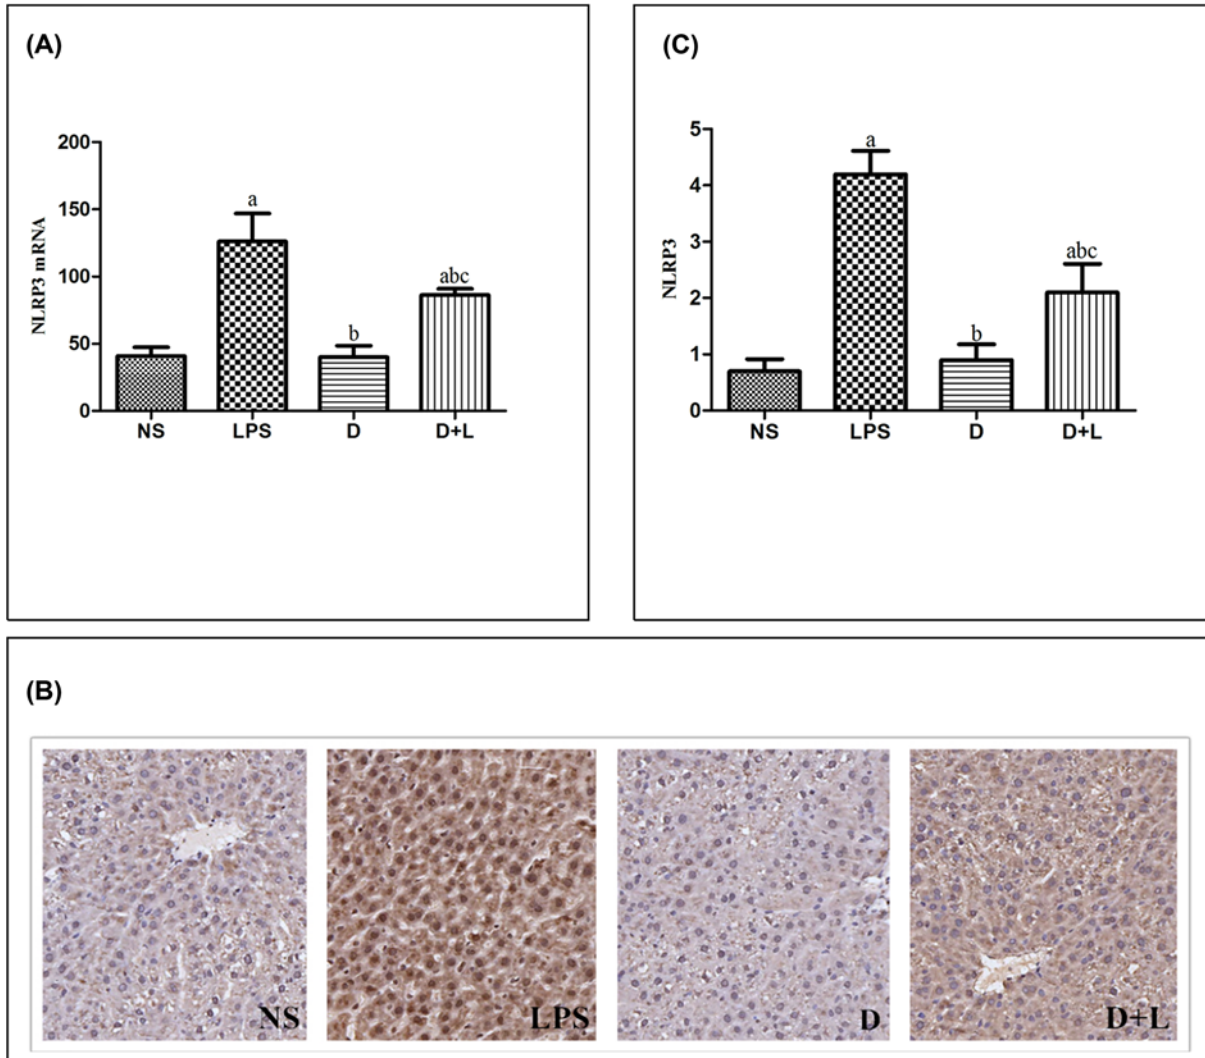 (A)
NLRP3 mRNA
200
150
100
50
0
a
b
abc
NS LPS D D+L
(C)
NLRP3
5
4
3
2
1
0
a
b
abc
NS LPS D D+L
(B)
NS LPS D D+L